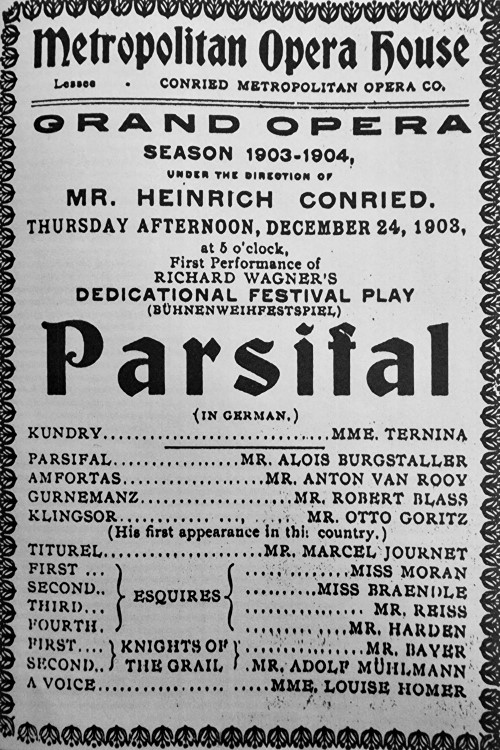 Metropolitan Opera House
Lessee - CONRIED METROPOLITAN OPERA CO.
GRAND OPERA
SEASON 1903-1904,
UNDER THE DIRECTION OF
MR. HEINRICH CONRIED.
THURSDAY AFTERNOON, DECEMBER 24, 1903,
at 5 o'clock,
First Performance of
RICHARD WAGNER'S
DEDICATIONAL FESTIVAL PLAY
(BÜHNENWEIHFESTSPIEL)
Parsifal
(IN GERMAN.)
KUNDRY..............................MME. TERNINA
PARSIFAL.................MR. ALOIS BURGSTALLER
AMFORTAS...................MR. ANTON VAN ROOY
GURNEMANZ....................MR. ROBERT BLASS
KLINGSOR....................MR. OTTO GORITZ
(His first appearance in this country.)
TITUREL....................MR. MARCEL JOURNET
FIRST ... ESQUIRES .............MISS MORAN
SECOND.. .........MISS BRAENDLE
THIRD... ................ MR. REISS
FOURTH. ..............MR. HARDEN
FIRST.... KNIGHTS OF ...............MR. BAYER
SECOND.. THE GRAIL .MR. ADOLF MÜHLMANN
A VOICE....................MME. LOUISE HOMER